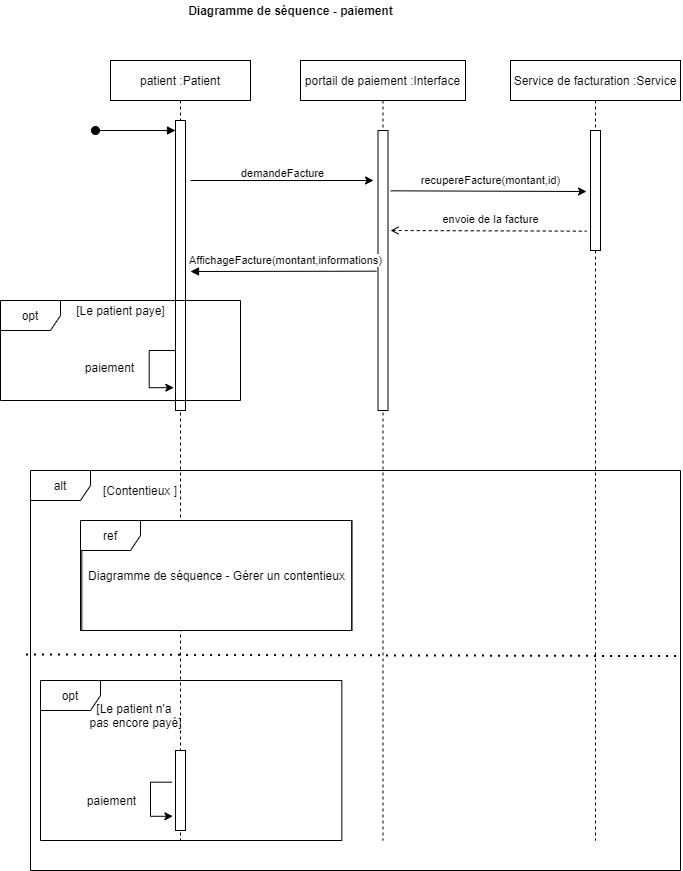 Diagramme de séquence - paiement
patient :Patient
portail de paiement :Interface
Service de facturation :Service
demandeFacture
recupereFacture(montant,id)
envoie de la facture
AffichageFacture(montant,informations)
opt
[Le patient paye]
paiement
alt
[Contentieux ]
ref
Diagramme de séquence - Gérer un contentieux
opt
[Le patient n'a
pas encore payé]
paiement